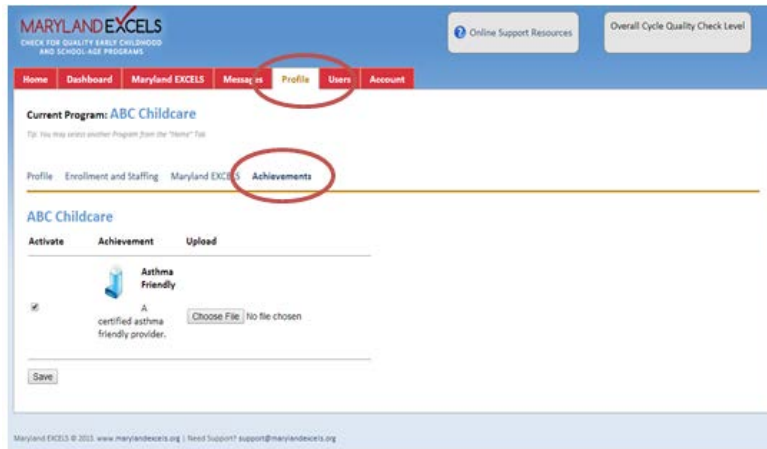 MARYLAND EXCELS
CHECK FOR QUALITY EARLY CHILDHOOD
AND SCHOOL-AGE PROGRAMS
Online Support Resources
Overall Cycle Quality Check Level
Home Dashboard Maryland EXCELS Messages Profile Users Account
Current Program: ABC Childcare
Tip: You may select another Program from the "Home" Tab
Profile Enrollment and Staffing Maryland EXCELS Achievements
ABC Childcare
Activate Achievement Upload
Asthma
Friendly
A
certified asthma
friendly provider.
Choose File No file chosen
Save
Maryland EXCELS © 2013 www.marylandexcels.org | Need Support? support@marylandexcels.org